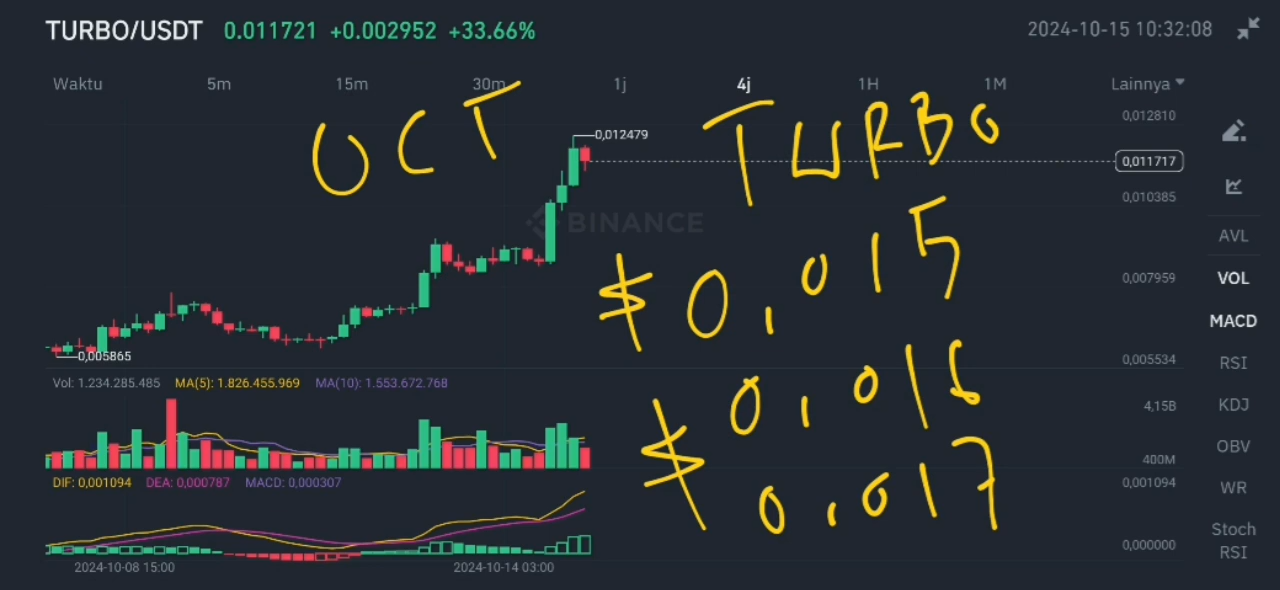 TURBO/USDT 0.011721 +0.002952 +33.66% 2024-10-15 10:32:08
Waktu 5m 15m 30m 1j 4j 1H 1M Lainnya
0,012810
OCT
TURBO
0,012479
0,011717
0,010385
BINANCE
AVL
$0,015
0,007959
VOL
MACD
0,005865
0,005534
RSI
Vol: 1.234.285.485 MA(5): 1.826.455.969 MA(10): 1.553.672.768
$0,016
4,15B
KDJ
OBV
400M
DIF: 0,001094 DEA: 0,000787 MACD: 0,000307
0,001094
WR
0,017
Stoch
RSI
0,000000
2024-10-08 15:00 2024-10-14 03:00